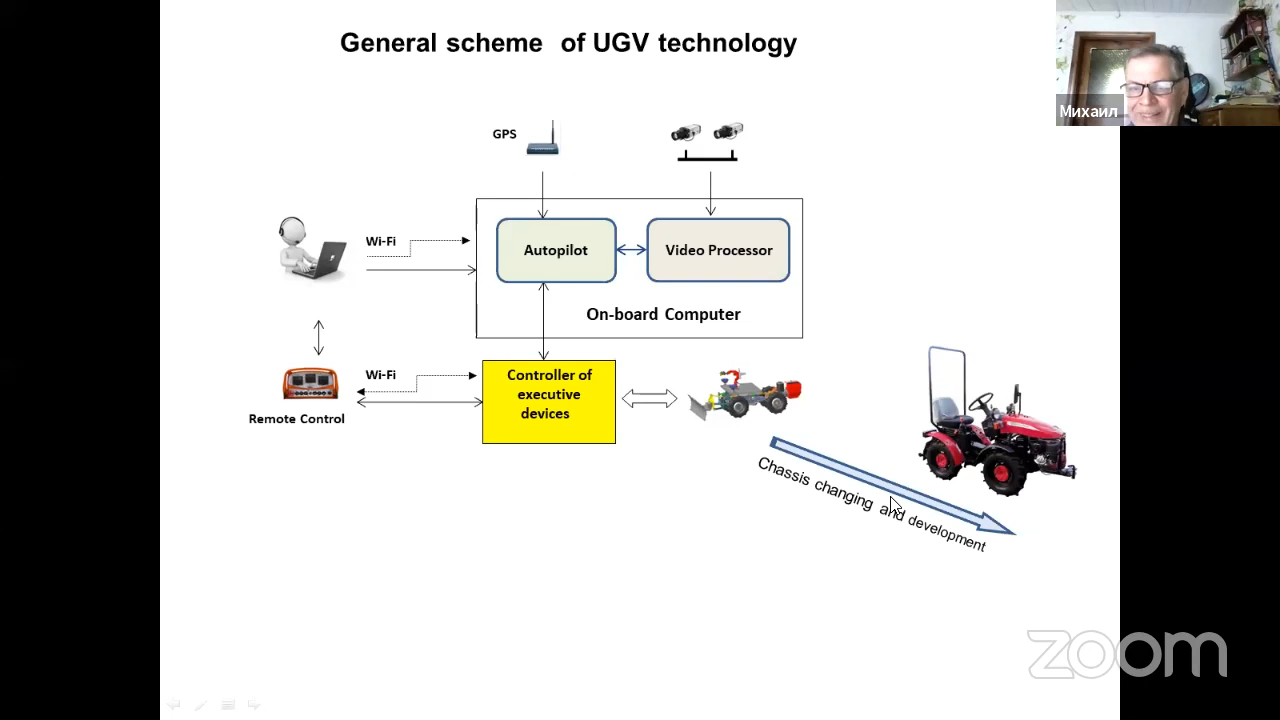 General scheme of UGV technology
Михаил
GPS
Wi-Fi
Autopilot
Video Processor
On-board Computer
Wi-Fi
Remote Control
Controller of
executive
devices
Chassis changing and development
zoom